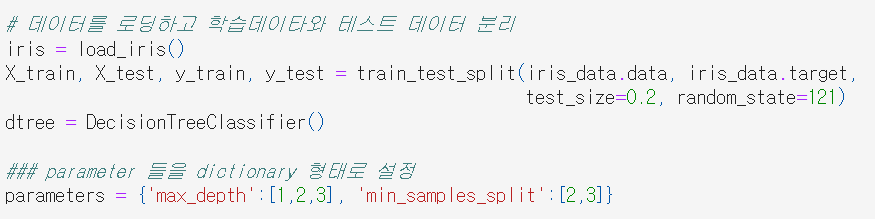 # 데이터를 로딩하고 학습데이타와 테스트 데이터 분리
iris = load_iris()
X_train, X_test, y_train, y_test = train_test_split(iris_data.data, iris_data.target,
test_size=0.2, random_state=121)
dtree = DecisionTreeClassifier()
### parameter 들을 dictionary 형태로 설정
parameters = {'max_depth':[1,2,3], 'min_samples_split':[2,3]}